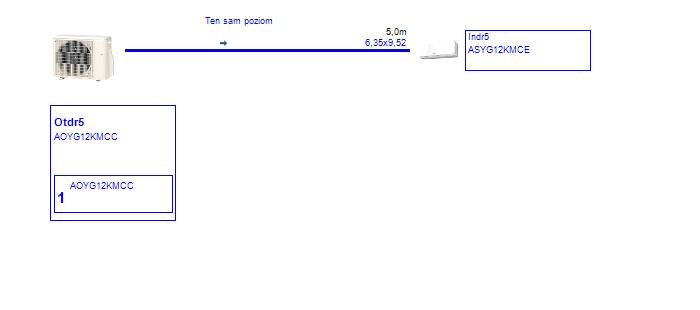 Ten sam poziom
5,0m
6,35x9,52
Indr5
ASYG12KMCE
Otdr5
AOYG12KMCC
AOYG12KMCC
1